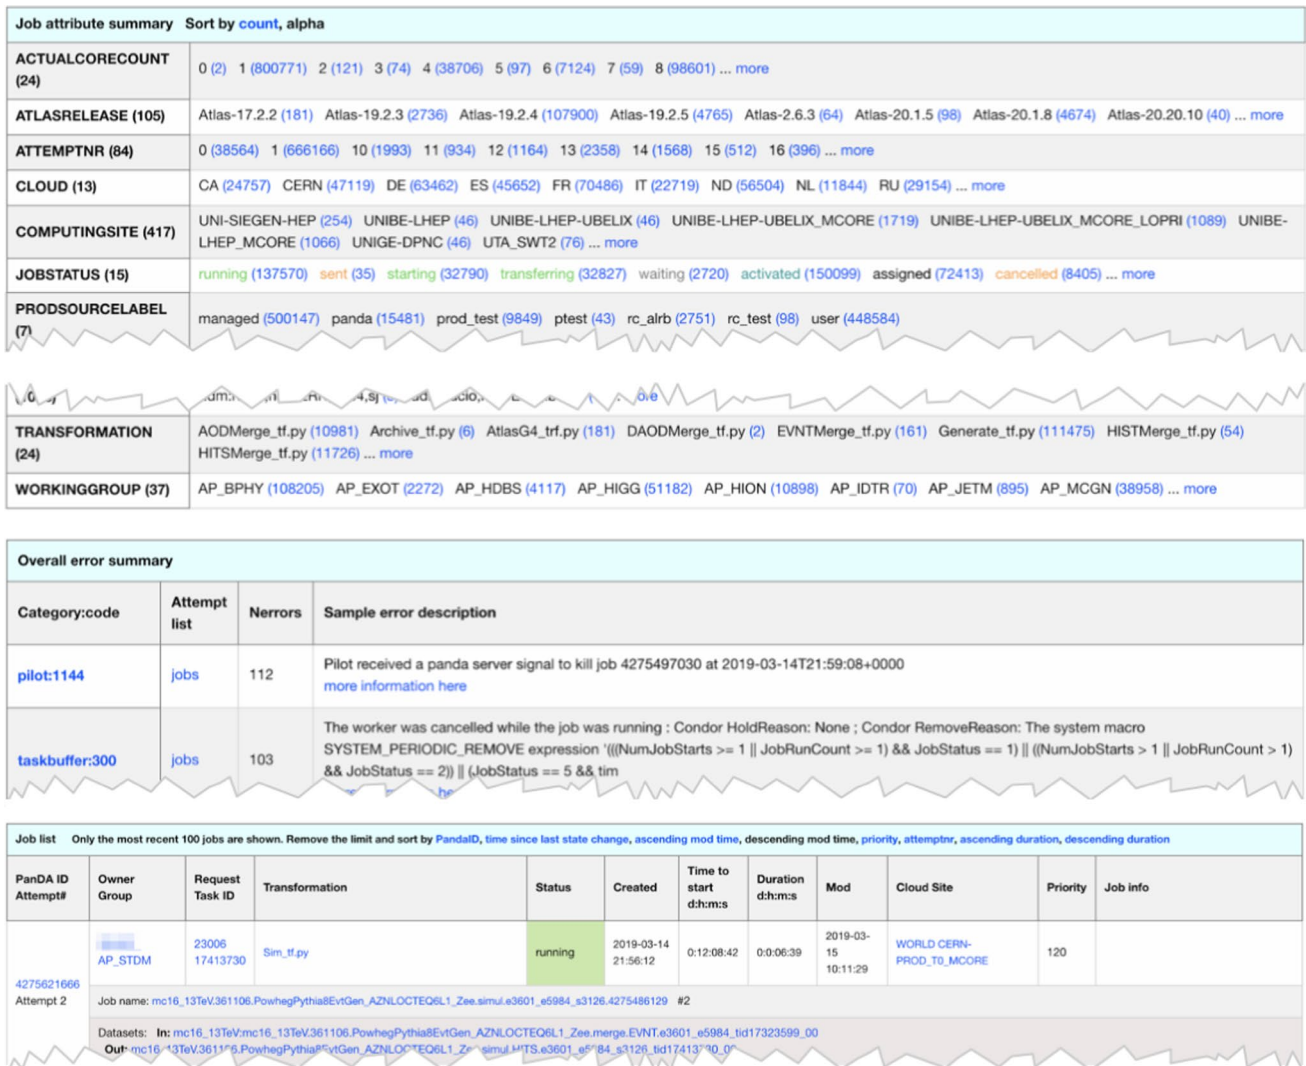 Job attribute summary Sort by count, alpha
ACTUALCORECOUNT
(24)
0 (2) 1 (800771) 2 (121) 3 (74) 4 (38706) 5 (97) 6 (7124) 7 (59) 8 (98601) ... more
ATLASRELEASE (105)
Atlas-17.2.2 (181) Atlas-19.2.3 (2736) Atlas-19.2.4 (107900) Atlas-19.2.5 (4765) Atlas-2.6.3 (64) Atlas-20.1.5 (98) Atlas-20.1.8 (4674) Atlas-20.20.10 (40) ... more
ATTEMPTNR (84)
0 (38564) 1 (666166) 10 (1993) 11 (934) 12 (1164) 13 (2358) 14 (1568) 15 (512) 16 (396) ... more
CLOUD (13)
CA (24757) CERN (47119) DE (63462) ES (45652) FR (70486) IT (22719) ND (56504) NL (11844) RU (29154) ... more
COMPUTINGSITE (417)
UNI-SIEGEN-HEP (254) UNIBE-LHEP (46) UNIBE-LHEP-UBELIX (46) UNIBE-LHEP-UBELIX_MCORE (1719) UNIBE-LHEP-UBELIX_MCORE_LOPRI (1089) UNIBE-
LHEP_MCORE (1066) UNIGE-DPNC (46) UTA_SWT2 (76) ... more
JOBSTATUS (15)
running (137570) sent (35) starting (32790) transferring (32827) waiting (2720) activated (150099) assigned (72413) cancelled (8405) ... more
PRODSOURCELABEL
(7)
managed (500147) panda (15481) prod_test (9849) ptest (43) rc_alrb (2751) rc_test (98) user (448584)
TRANSFORMATION
(24)
AODMerge_tf.py (10981) Archive_tf.py (6) AtlasG4_trf.py (181) DAODMerge_tf.py (2) EVNTMerge_tf.py (161) Generate_tf.py (111475) HISTMerge_tf.py (54)
HITSMerge_tf.py (11726) ... more
WORKINGGROUP (37)
AP_BPHY (108205) AP_EXOT (2272) AP_HDBS (4117) AP_HIGG (51182) AP_HION (10898) AP_IDTR (70) AP_JETM (895) AP_MCGN (38958) ... more
Overall error summary
Category:code
Attempt
list
Nerrors
Sample error description
pilot:1144
jobs
112
Pilot received a panda server signal to kill job 4275497030 at 2019-03-14T21:59:08+0000
more information here
taskbuffer:300
jobs
103
The worker was cancelled while the job was running : Condor HoldReason: None ; Condor RemoveReason: The system macro
SYSTEM_PERIODIC_REMOVE expression '(((NumJobStarts >= 1 || JobRunCount >= 1) && JobStatus == 1) || ((NumJobStarts > 1 || JobRunCount > 1)
&& JobStatus == 2)) || (JobStatus == 5 && tim
Job list Only the most recent 100 jobs are shown. Remove the limit and sort by PandaID, time since last state change, ascending mod time, descending mod time, priority, attemptnr, ascending duration, descending duration
PanDA ID
Attempt#
Owner
Group
Request
Task ID
Transformation
Status
Created
Time to
start
d:h:m:s
Duration
d:h:m:s
Mod
Cloud Site
Priority
Job info
4275621666
Attempt 2
AP_STDM
23006
17413730
Sim_tf.py
running
2019-03-14
21:56:12
0:12:08:42
0:0:06:39
2019-03-
15
10:11:29
WORLD CERN-
PROD_T0_MCORE
120
Job name: mc16_13TeV.361106.PowhegPythia8EvtGen_AZNLOCTEQ6L1_Zee.simul.e3601_e5984_s3126.4275486129 #2
Datasets: In: mc16_13TeV:mc16_13TeV.361106.PowhegPythia8EvtGen_AZNLOCTEQ6L1_Zee.merge.EVNT.e3601_e5984_tid17323599_00
Out: